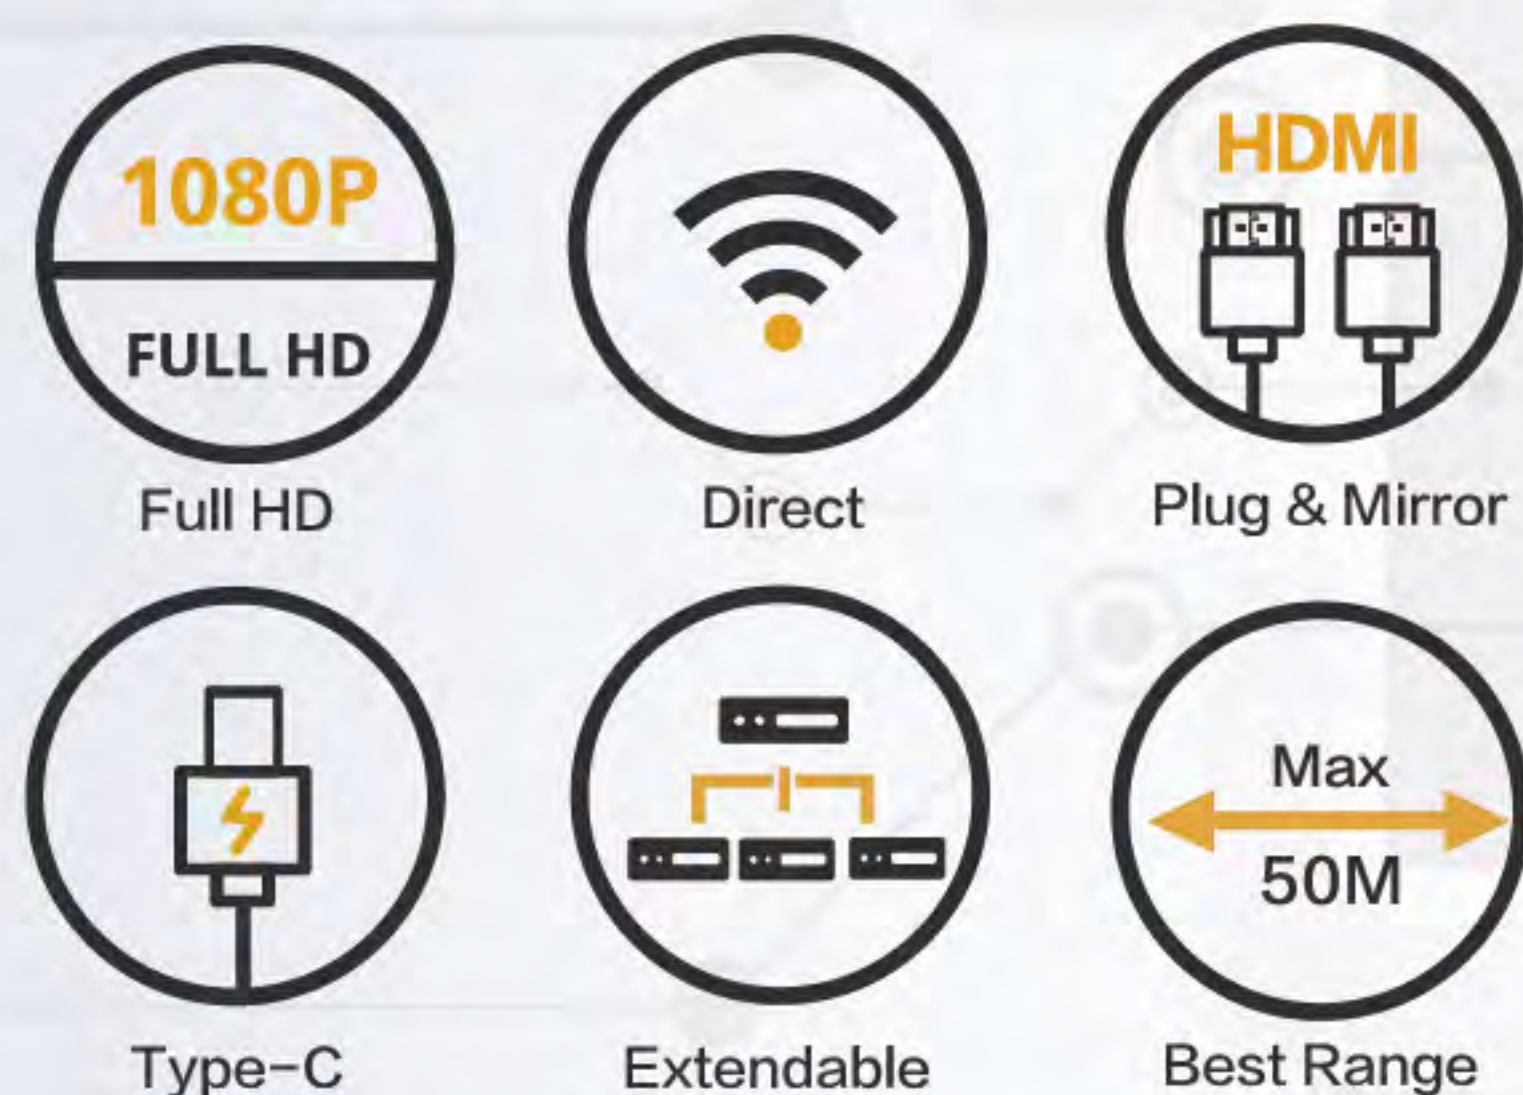 1080P
FULL HD
Full HD
Direct
HDMI
Plug & Mirror
Type-C
Extendable
Max
50M
Best Range